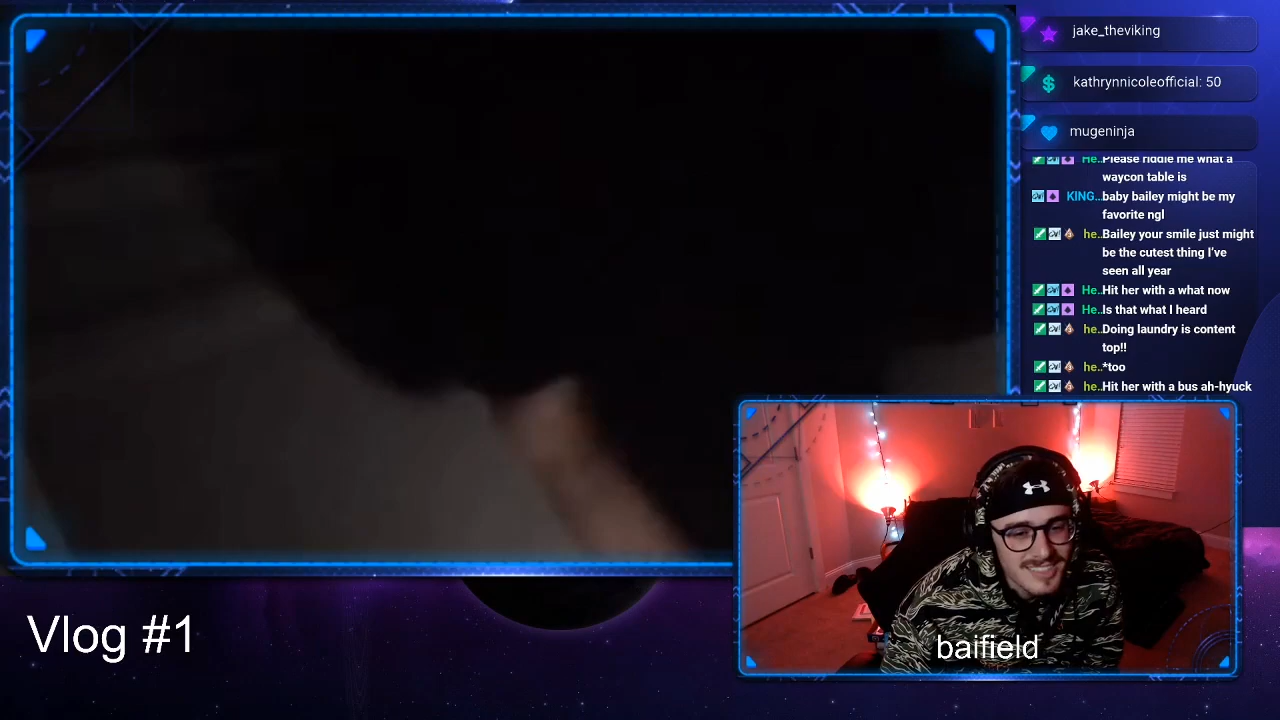 jake_theviking
kathrynnicoleofficial: 50
mugeninja
He..Please riddle me what a
waycon table is
KING...baby bailey might be my
favorite ngl
he..Bailey your smile just might
be the cutest thing I've
seen all year
He..Hit her with a what now
He..Is that what I heard
he..Doing laundry is content
top!!
he..*too
he..Hit her with a bus ah-hyuck
Vlog #1
baifield